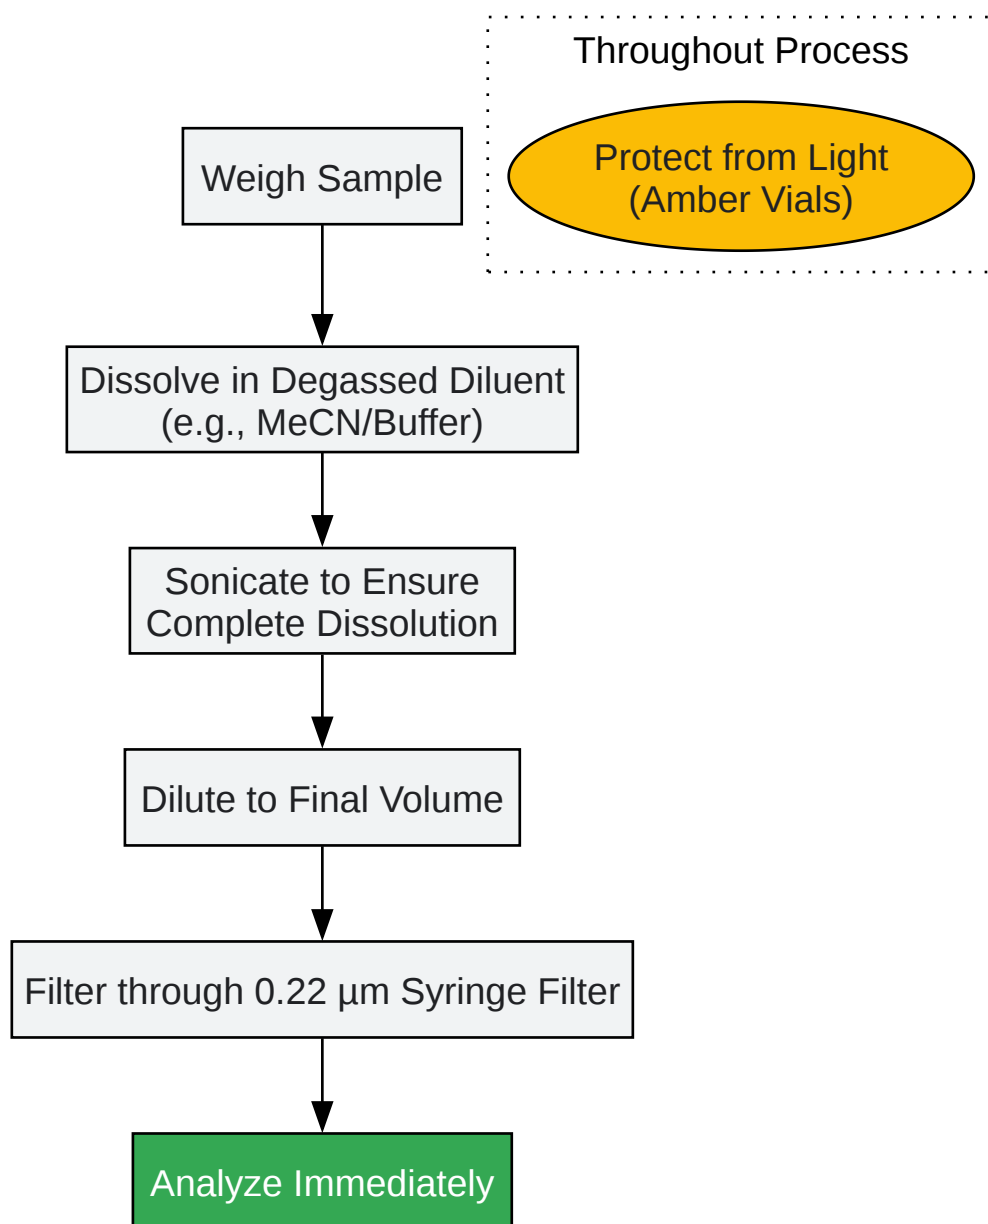 Throughout Process
Protect from Light
(Amber Vials)
Weigh Sample
Dissolve in Degassed Diluent
(e.g., MeCN/Buffer)
Sonicate to Ensure
Complete Dissolution
Dilute to Final Volume
Filter through 0.22 µm Syringe Filter
Analyze Immediately